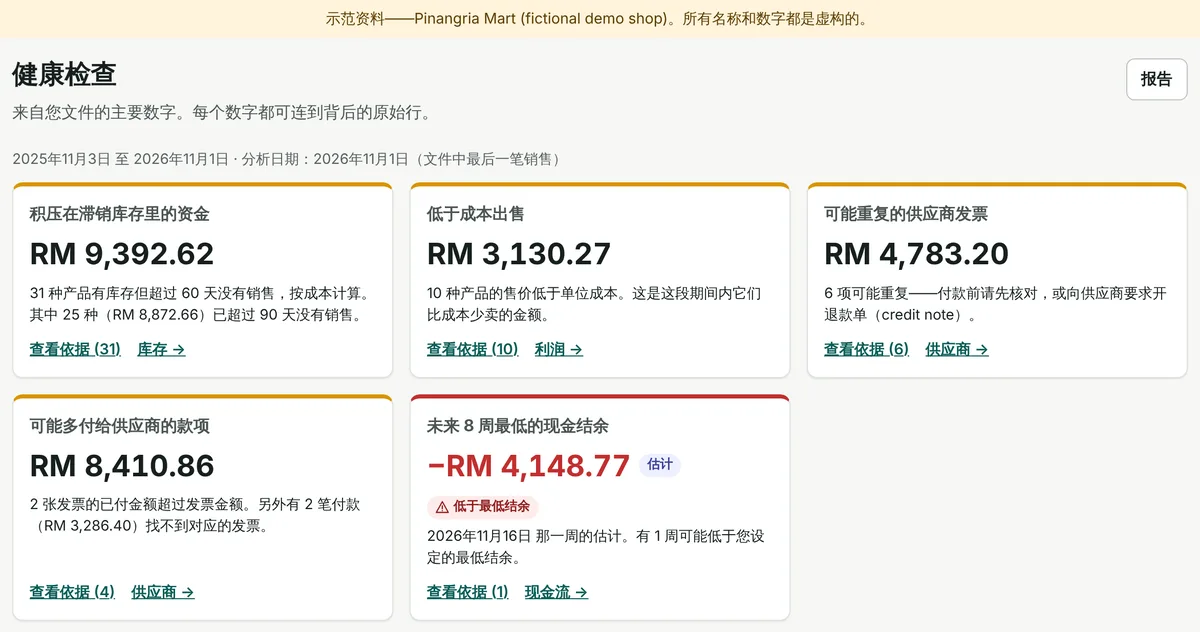 示范资料——Pinangria Mart (fictional demo shop)。所有名称和数字都是虚构的。
健康检查
报告
来自您文件的主要数字。每个数字都可连到背后的原始行。
2025年11月3日 至 2026年11月1日 · 分析日期：2026年11月1日（文件中最后一笔销售）
积压在滞销库存里的资金
RM 9,392.62
31 种产品有库存但超过 60 天没有销售，按成本计算。
其中 25 种（RM 8,872.66）已超过 90 天没有销售。
查看依据 (31) 库存 →
低于成本出售
RM 3,130.27
10 种产品的售价低于单位成本。这是这段期间内它们
比成本少卖的金额。
查看依据 (10) 利润 →
可能重复的供应商发票
RM 4,783.20
6 项可能重复——付款前请先核对，或向供应商要求开
退款单（credit note）。
查看依据 (6) 供应商 →
可能多付给供应商的款项
RM 8,410.86
2 张发票的已付金额超过发票金额。另外有 2 笔付款
（RM 3,286.40）找不到对应的发票。
查看依据 (4) 供应商 →
未来 8 周最低的现金结余
−RM 4,148.77 估计
低于最低结余
2026年11月16日 那一周的估计。有 1 周可能低于您设
定的最低结余。
查看依据 (1) 现金流 →